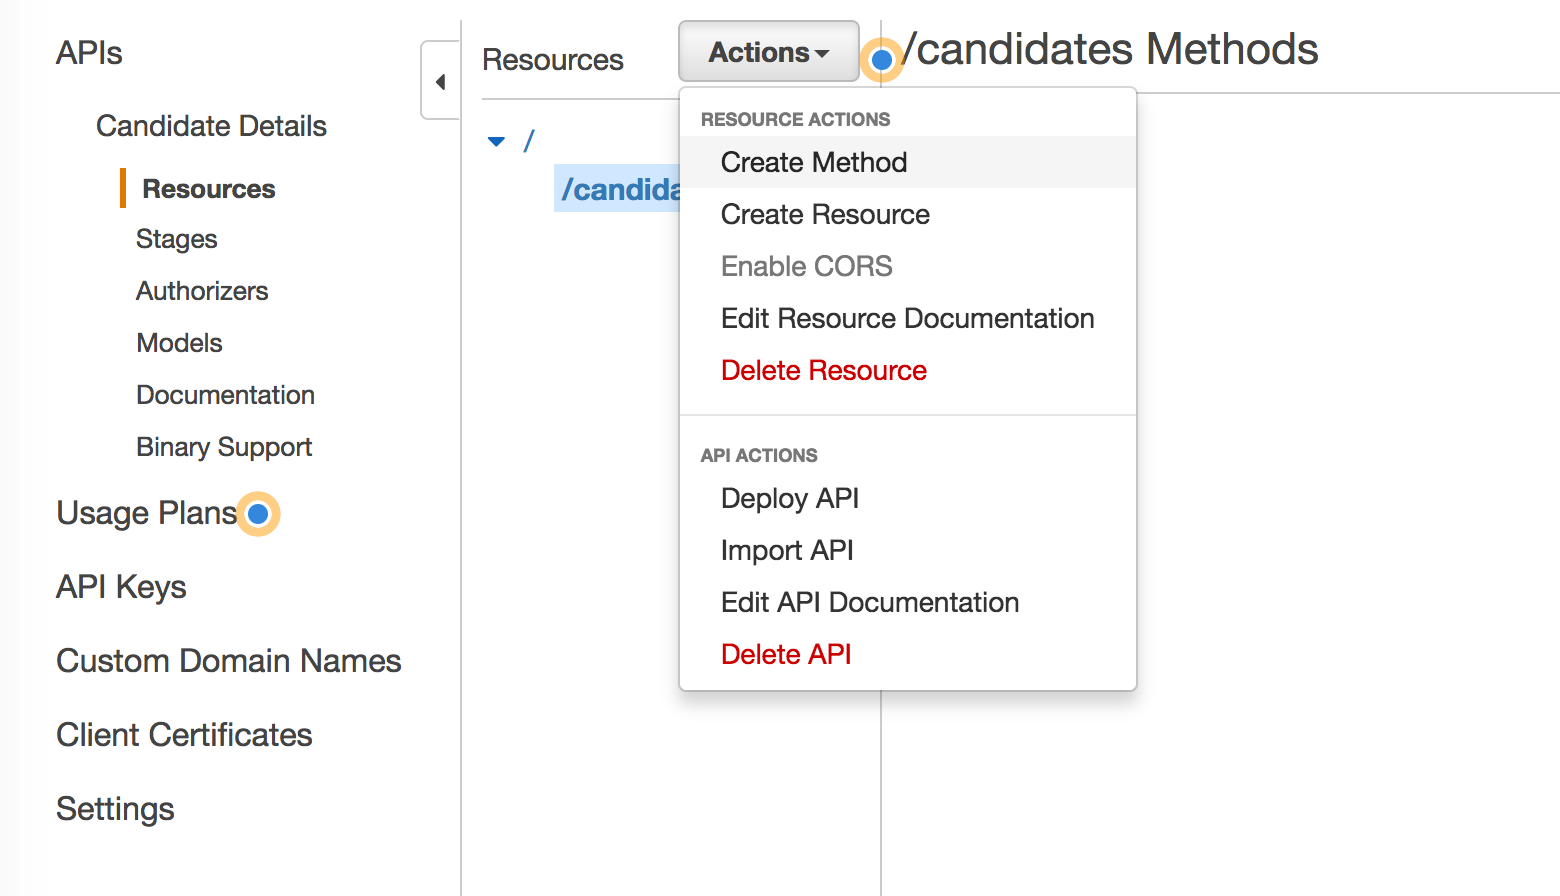 APIs
Candidate Details
Resources
Stages
Authorizers
Models
Documentation
Binary Support
Usage Plans
API Keys
Custom Domain Names
Client Certificates
Settings
Resources
Actions
/
/candida
/candidates Methods
RESOURCE ACTIONS
Create Method
Create Resource
Enable CORS
Edit Resource Documentation
Delete Resource
API ACTIONS
Deploy API
Import API
Edit API Documentation
Delete API